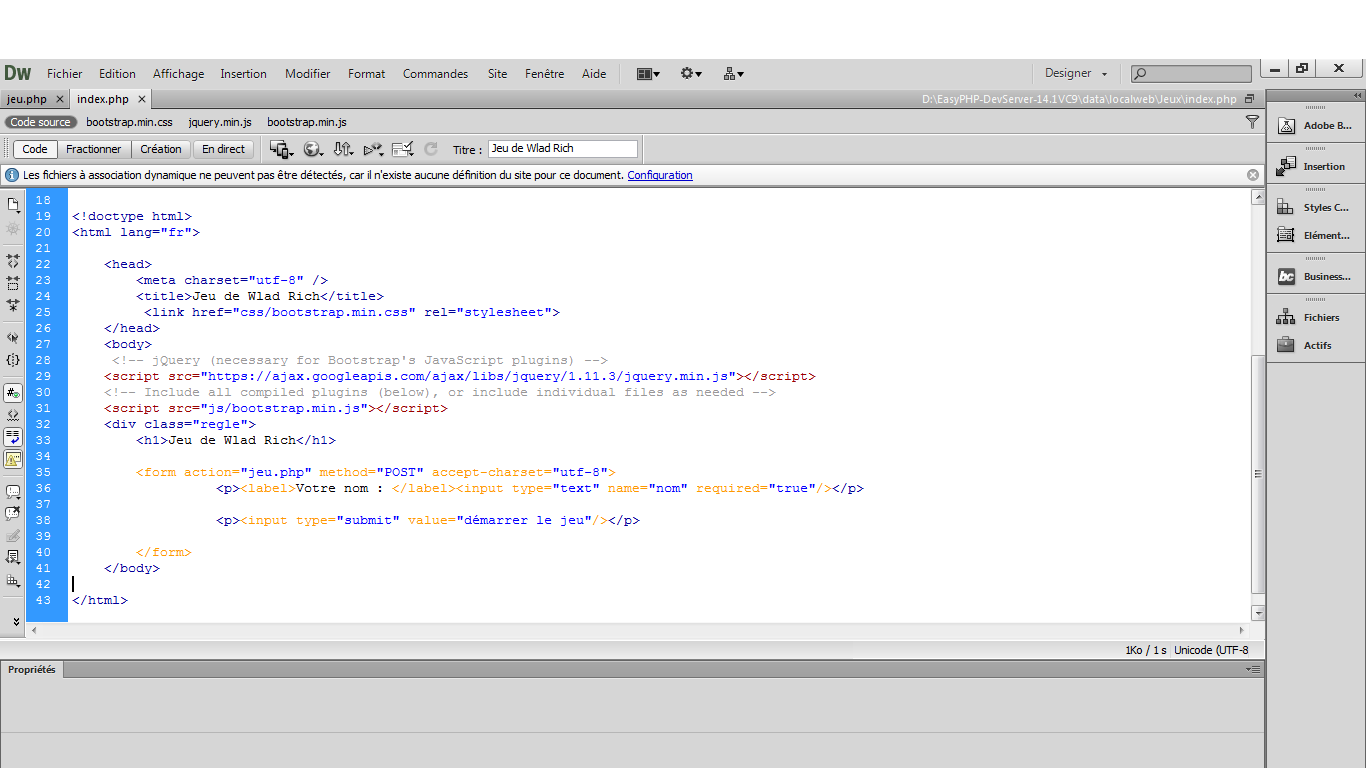 Dw Fichier Edition Affichage Insertion Modifier Format Commandes Site Fenêtre Aide Designer
jeu.php index.php D:\EasyPHP-DevServer-14.1VC9\data\localweb\Jeux\index.php
Code source bootstrap.min.css jquery.min.js bootstrap.min.js
Code Fractionner Création En direct Titre : Jeu de Wlad Rich
Les fichiers à association dynamique ne peuvent pas être détectés, car il n'existe aucune définition du site pour ce document. Configuration
18
19 <!doctype html>
20 <html lang="fr">
21
22 <head>
23 <meta charset="utf-8" />
24 <title>Jeu de Wlad Rich</title>
25 <link href="css/bootstrap.min.css" rel="stylesheet">
26 </head>
27 <body>
28 <!-- jQuery (necessary for Bootstrap's JavaScript plugins) -->
29 <script src="https://ajax.googleapis.com/ajax/libs/jquery/1.11.3/jquery.min.js"></script>
30 <!-- Include all compiled plugins (below), or include individual files as needed -->
31 <script src="js/bootstrap.min.js"></script>
32 <div class="regle">
33 <h1>Jeu de Wlad Rich</h1>
34
35 <form action="jeu.php" method="POST" accept-charset="utf-8">
36 <p><label>Votre nom : </label><input type="text" name="nom" required="true"/></p>
37
38 <p><input type="submit" value="démarrer le jeu"/></p>
39
40 </form>
41 </body>
42
43 </html>
1Ko / 1 s Unicode (UTF-8
Propriétés
Adobe B...
Insertion
Styles C...
Elément...
bc Business...
Fichiers
Actifs